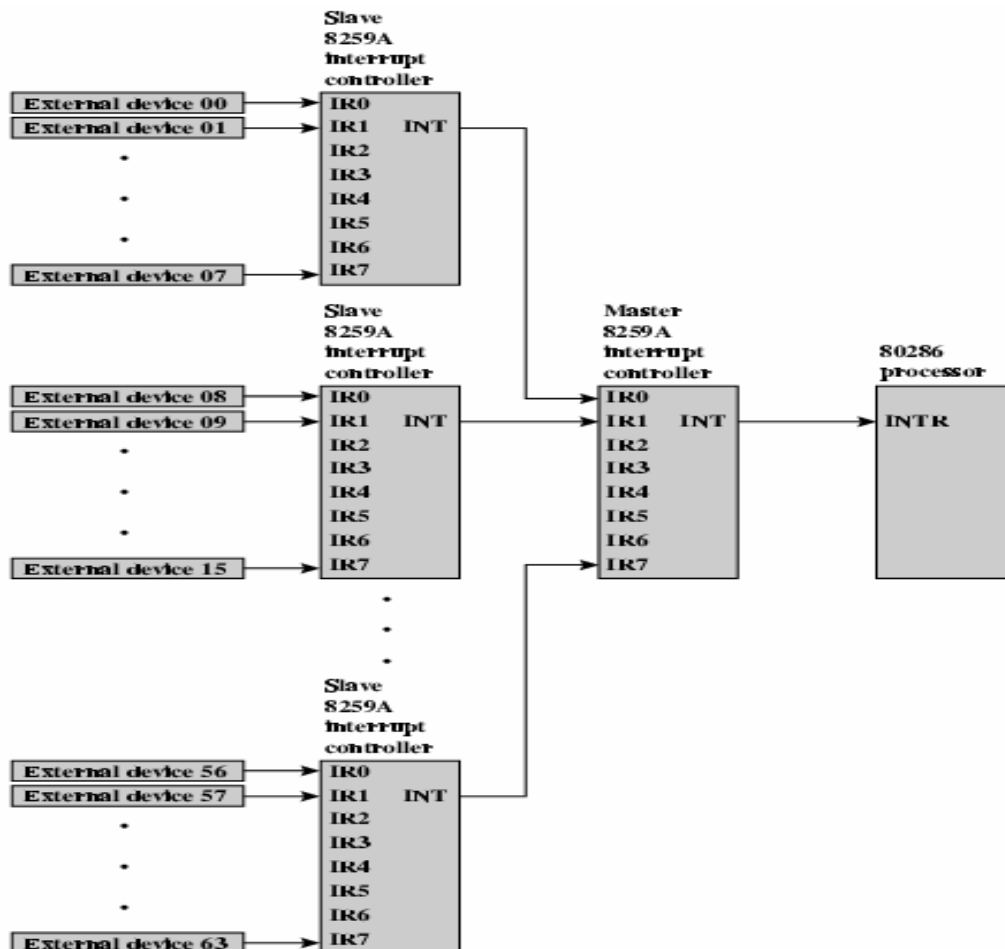 Slave
8259A
interrupt
controller
External device 00
IR0
External device 01
IR1 INT
IR2
IR3
IR4
IR5
IR6
External device 07
IR7
Slave
8259A
interrupt
controller
Master
8259A
interrupt
controller
80286
processor
External device 08
IR0
External device 09
IR1 INT
IR2
IR3
IR4
IR5
IR6
External device 15
IR7
IR0
IR1 INT
IR2
IR3
IR4
IR5
IR6
IR7
INTR
Slave
8259A
interrupt
controller
External device 56
IR0
External device 57
IR1 INT
IR2
IR3
IR4
IR5
IR6
External device 63
IR7